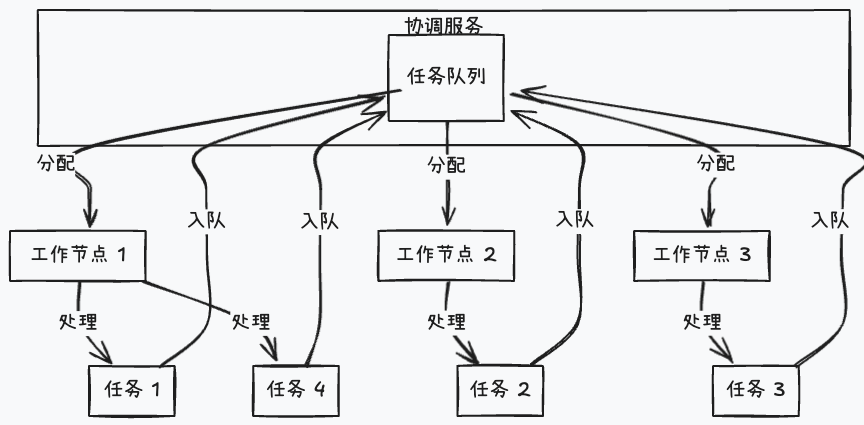 协调服务
任务队列
分配
分配
分配
入队
入队
入队
入队
工作节点 1
工作节点 2
工作节点 3
处理
处理
处理
处理
任务 1
任务 4
任务 2
任务 3